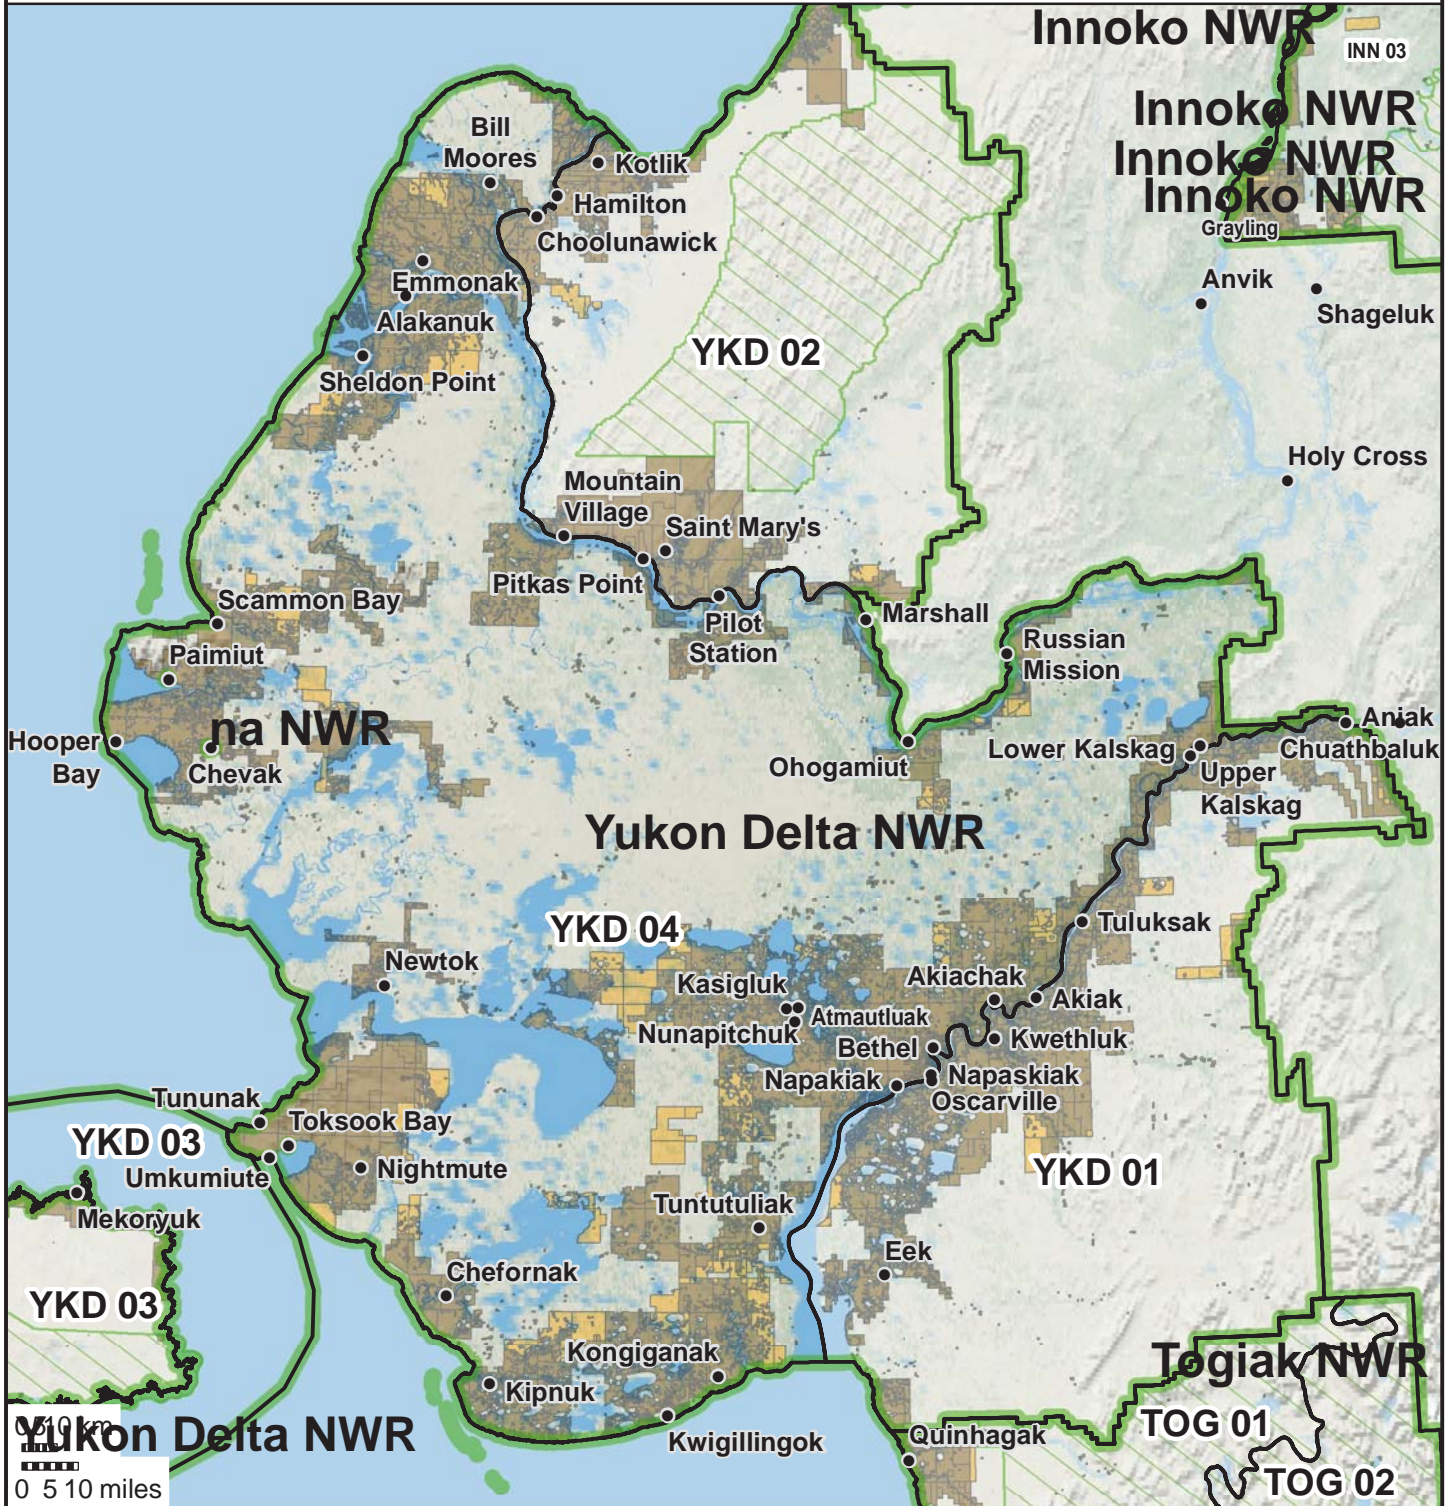 Innoko NWR
INN 03
Innoko NWR
Innoko NWR
Innoko NWR
Grayling
Bill
Moores
Kotlik
Hamilton
Choolunawick
Emmonak
Alakanuk
Sheldon Point
Anvik
Shageluk
YKD 02
Holy Cross
Mountain
Village
Saint Mary's
Pitkas Point
Pilot
Station
Marshall
Scammon Bay
Paimiut
Russian
Mission
na NWR
Hooper
Bay
Chevak
Aniak
Chuathbaluk
Lower Kalskag
Upper
Kalskag
Ohogamiut
Yukon Delta NWR
YKD 04
Tuluksak
Newtok
Kasigluk
Akiachak
Akiak
Atmautluak
Nunapitchuk
Bethel
Kwethluk
Napakiak
Napaskiak
Oscarville
Tununak
Toksook Bay
YKD 03
Umkumiute
Nightmute
YKD 01
Mekoryuk
Tuntutuliak
Eek
Chefornak
YKD 03
Kongiganak
Togiak NWR
Kipnuk
TOG 01
Yukon Delta NWR
Kwigillingok
Quinhagak
TOG 02
0 5 10 km
0 5 10 miles